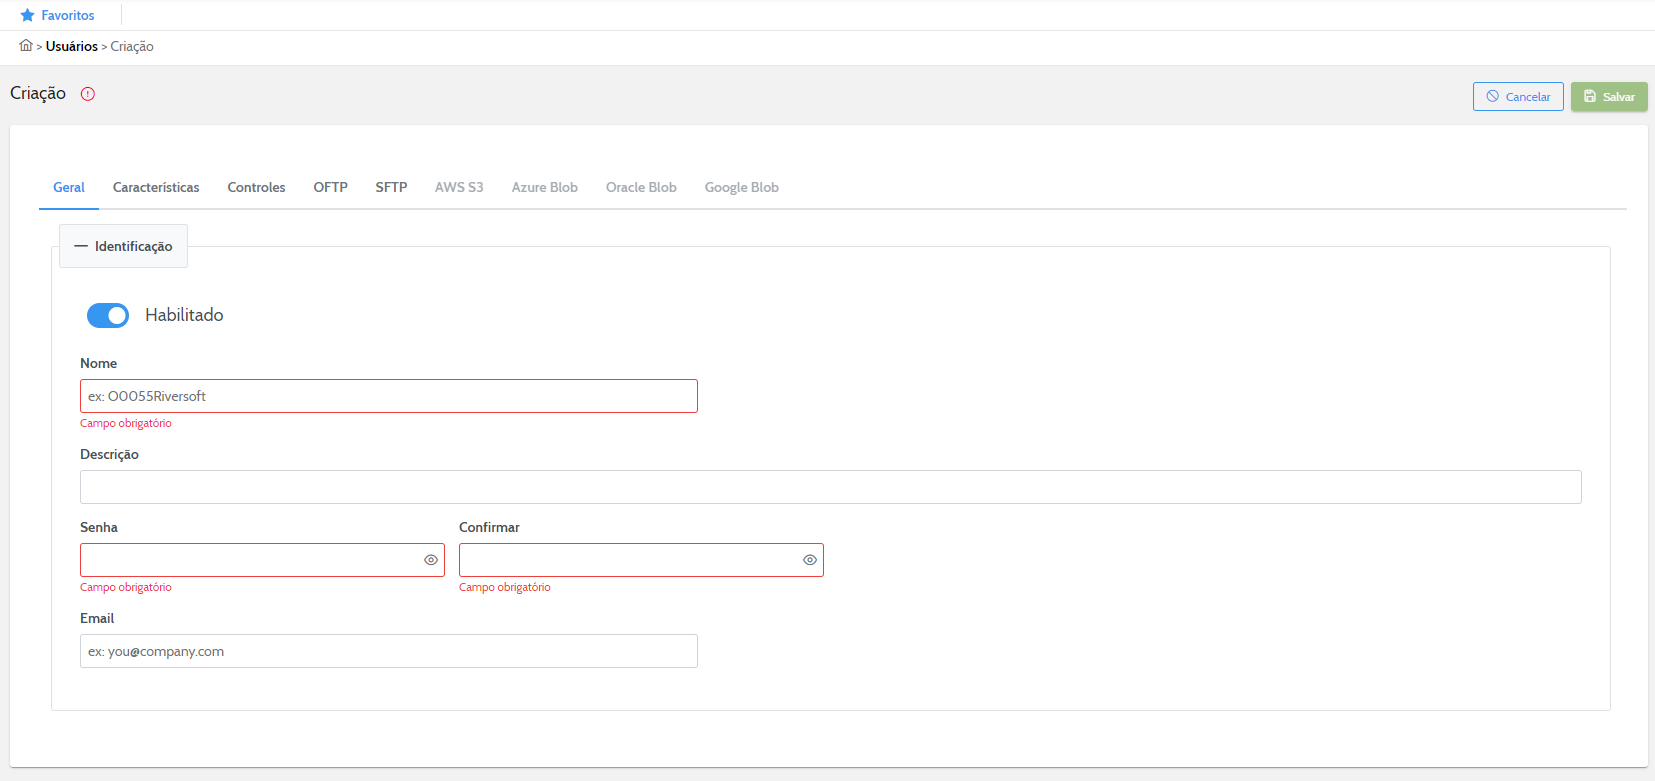 Favoritos
> Usuários > Criação
Criação
Cancelar
Salvar
Geral Características Controles OFTP SFTP AWS S3 Azure Blob Oracle Blob Google Blob
Identificação
Habilitado
Nome
ex: O0055Riversoft
Campo obrigatório
Descrição
Senha Confirmar
Campo obrigatório Campo obrigatório
Email
ex: you@company.com